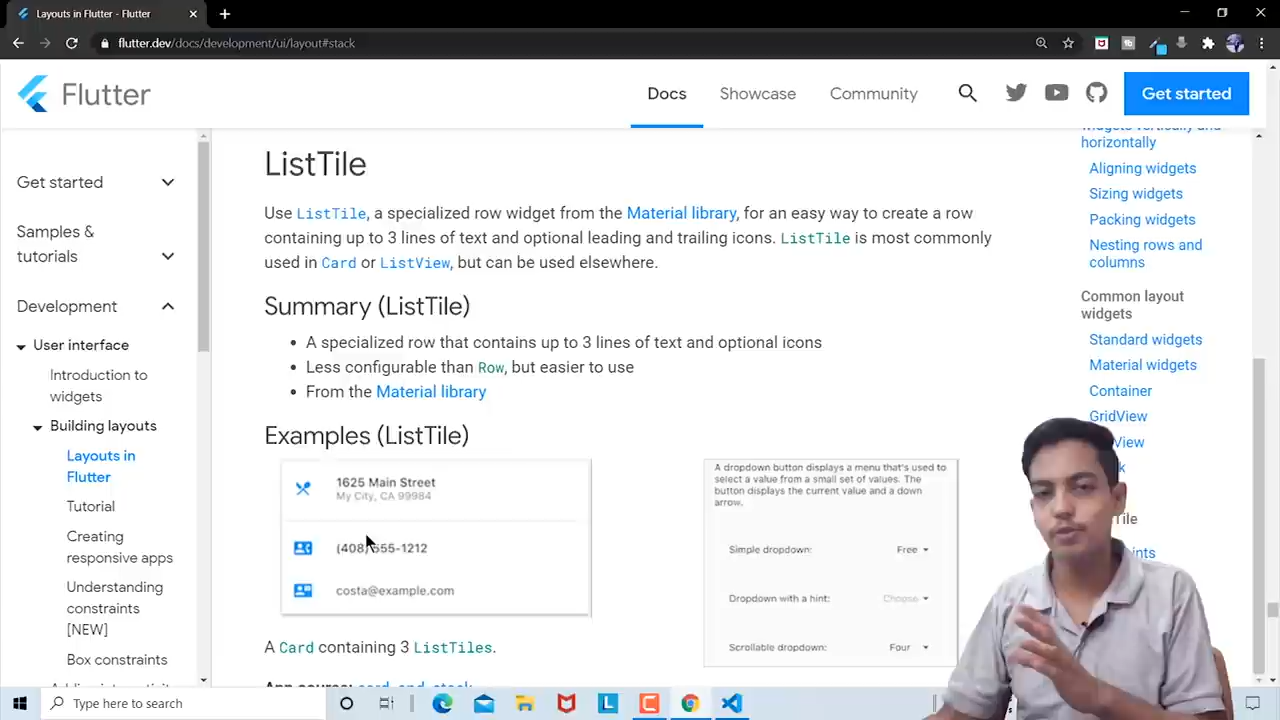 Layouts in Flutter - Flutter
flutter.dev/docs/development/ui/layout#stack
Flutter
Docs
Showcase
Community
Get started
Get started
Samples &
tutorials
Development
User interface
Introduction to
widgets
Building layouts
Layouts in
Flutter
Tutorial
Creating
responsive apps
Understanding
constraints
[NEW]
Box constraints
ListTile
Use ListTile, a specialized row widget from the Material library, for an easy way to create a row
containing up to 3 lines of text and optional leading and trailing icons. ListTile is most commonly
used in Card or ListView, but can be used elsewhere.
Summary (ListTile)
• A specialized row that contains up to 3 lines of text and optional icons
• Less configurable than Row, but easier to use
• From the Material library
Examples (ListTile)
1625 Main Street
My City, CA 99984
(408) 555-1212
costa@example.com
A Card containing 3 ListTiles.
A dropdown button displays a menu that's used to
select a value from a small set of values. The
button displays the current value and a down
arrow.
Simple dropdown: Free
Dropdown with a hint: Choose
Scrollable dropdown: Four
widgets vertically and
horizontally
Aligning widgets
Sizing widgets
Packing widgets
Nesting rows and
columns
Common layout
widgets
Standard widgets
Material widgets
Container
GridView
Type here to search